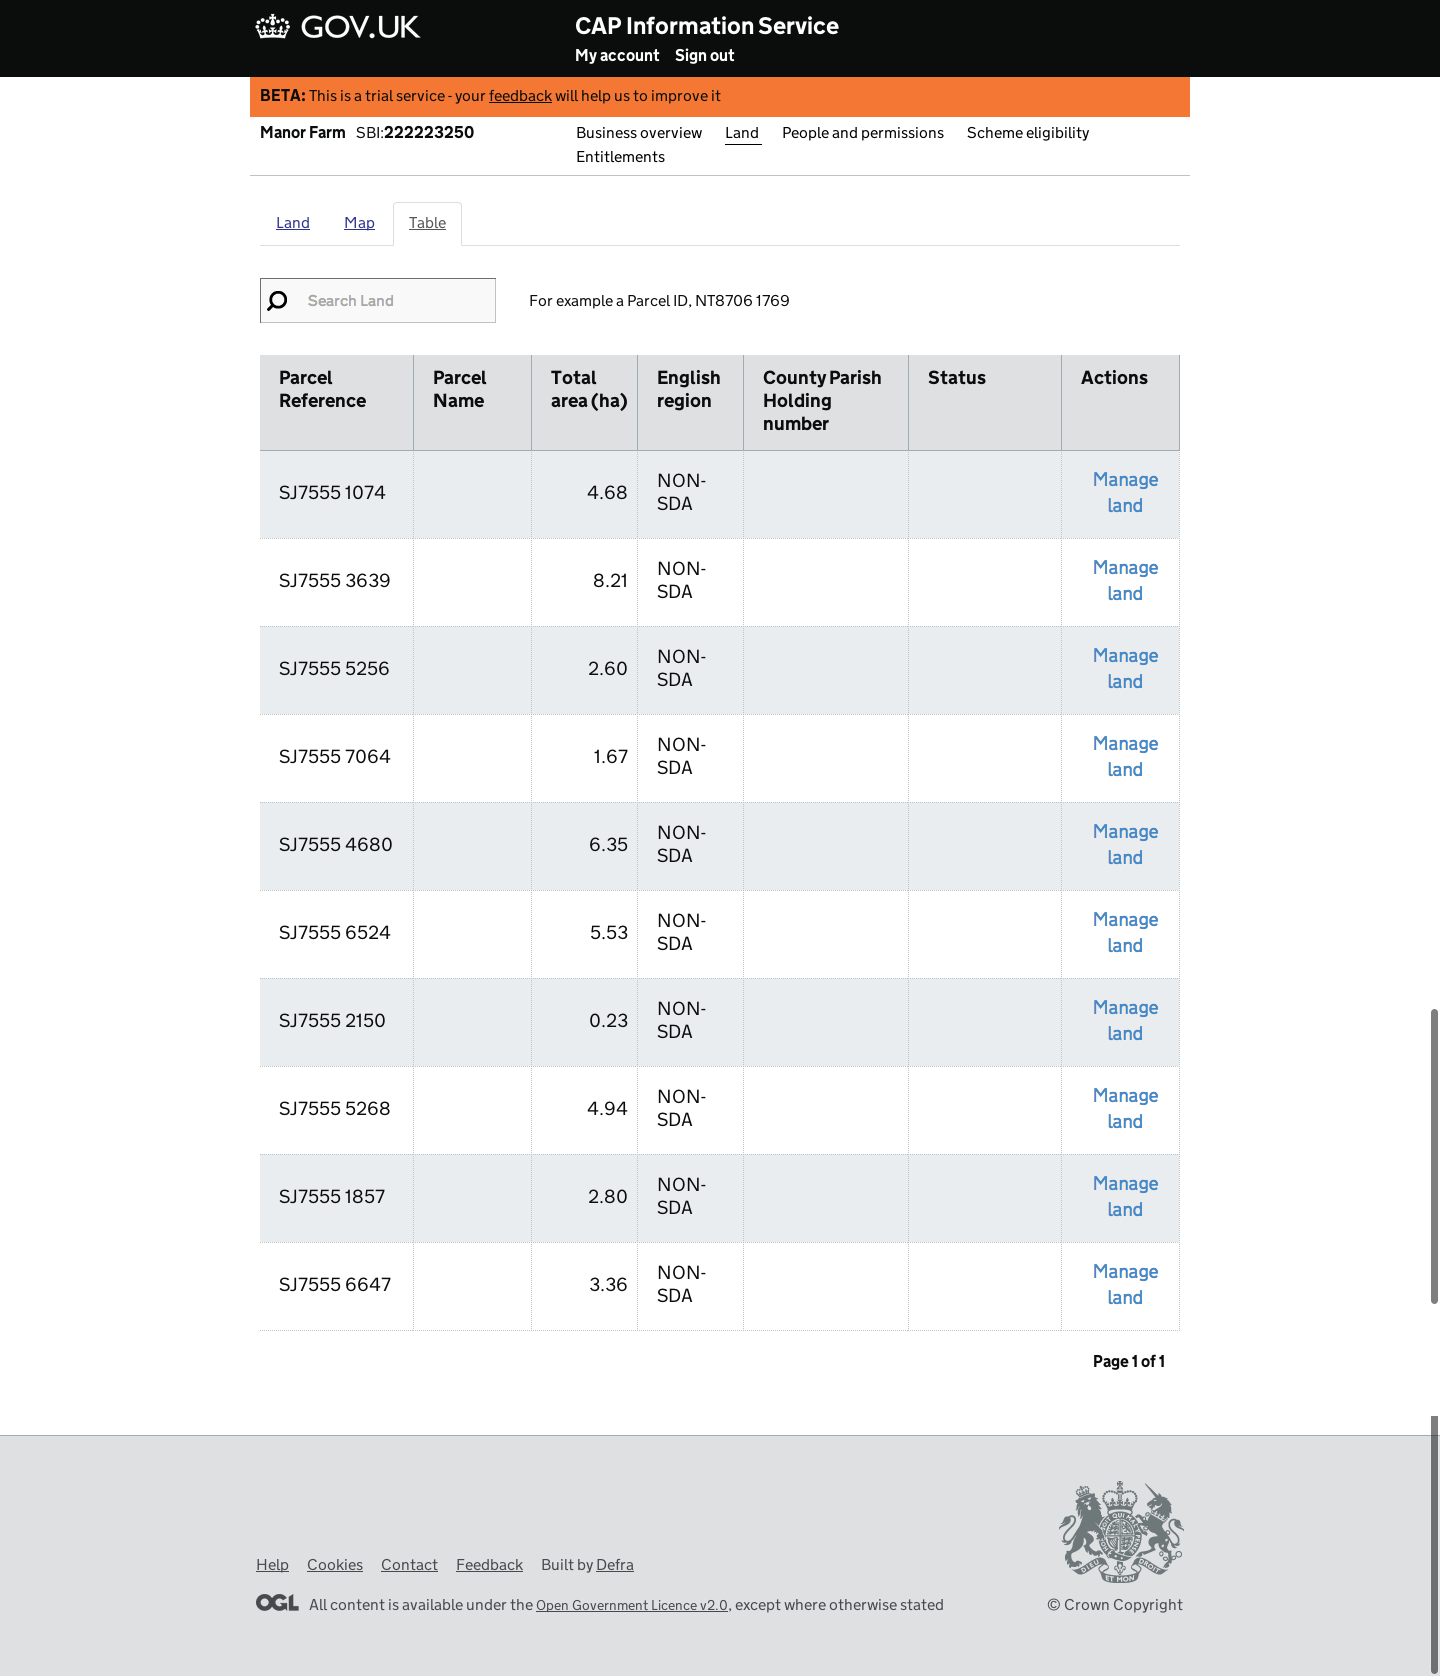 GOV.UK
CAP Information Service
My account Sign out
BETA: This is a trial service - your feedback will help us to improve it
Manor Farm SBI:222223250
Business overview Land People and permissions Scheme eligibility
Entitlements
Land Map Table
Search Land
For example a Parcel ID, NT8706 1769
Parcel Reference Parcel Name Total area (ha) English region County Parish Holding number Status Actions
SJ7555 1074 4.68 NON-SDA Manage land
SJ7555 3639 8.21 NON-SDA Manage land
SJ7555 5256 2.60 NON-SDA Manage land
SJ7555 7064 1.67 NON-SDA Manage land
SJ7555 4680 6.35 NON-SDA Manage land
SJ7555 6524 5.53 NON-SDA Manage land
SJ7555 2150 0.23 NON-SDA Manage land
SJ7555 5268 4.94 NON-SDA Manage land
SJ7555 1857 2.80 NON-SDA Manage land
SJ7555 6647 3.36 NON-SDA Manage land
Page 1 of 1
Help Cookies Contact Feedback Built by Defra
OGL All content is available under the Open Government Licence v2.0, except where otherwise stated
© Crown Copyright